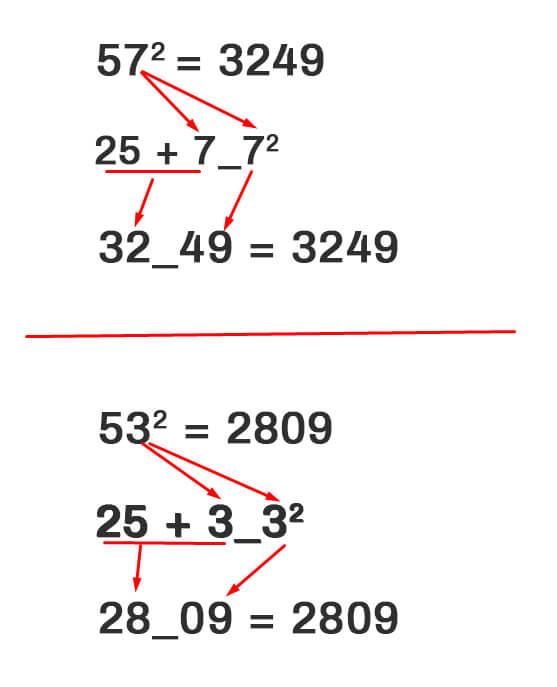 57² = 3249
25 + 7_7²
32_49 = 3249
53² = 2809
25 + 3_3²
28_09 = 2809